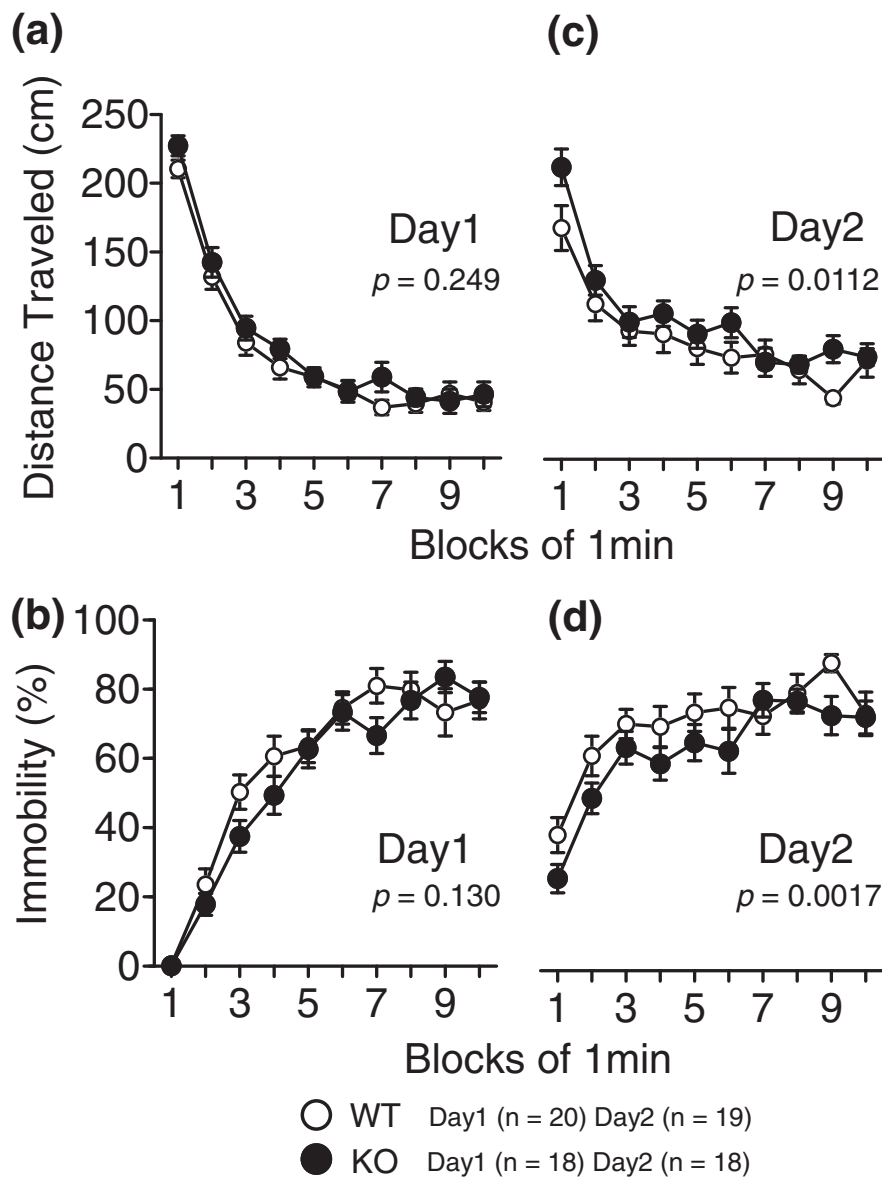 (a)
(c)
Distance Traveled (cm)
250
200
150
100
50
0
Day1
p = 0.249
Day2
p = 0.0112
1 3 5 7 9
1 3 5 7 9
Blocks of 1min
(b)
(d)
Immobility (%)
100
80
60
40
20
0
Day1
p = 0.130
Day2
p = 0.0017
1 3 5 7 9
1 3 5 7 9
Blocks of 1min
WT Day1 (n = 20) Day2 (n = 19)
KO Day1 (n = 18) Day2 (n = 18)